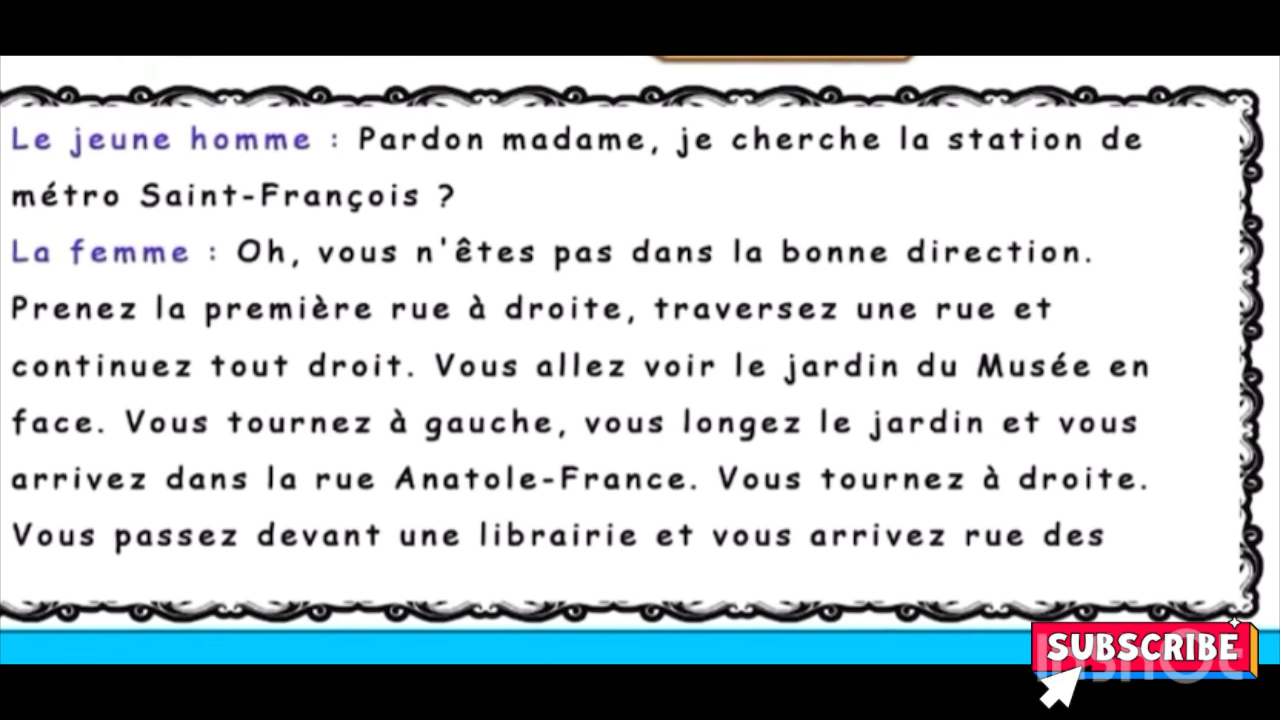 Le jeune homme : Pardon madame, je cherche la station de
métro Saint-François ?
La femme : Oh, vous n'êtes pas dans la bonne direction.
Prenez la première rue à droite, traversez une rue et
continuez tout droit. Vous allez voir le jardin du Musée en
face. Vous tournez à gauche, vous longez le jardin et vous
arrivez dans la rue Anatole-France. Vous tournez à droite.
Vous passez devant une librairie et vous arrivez rue des
SUBSCRIBE